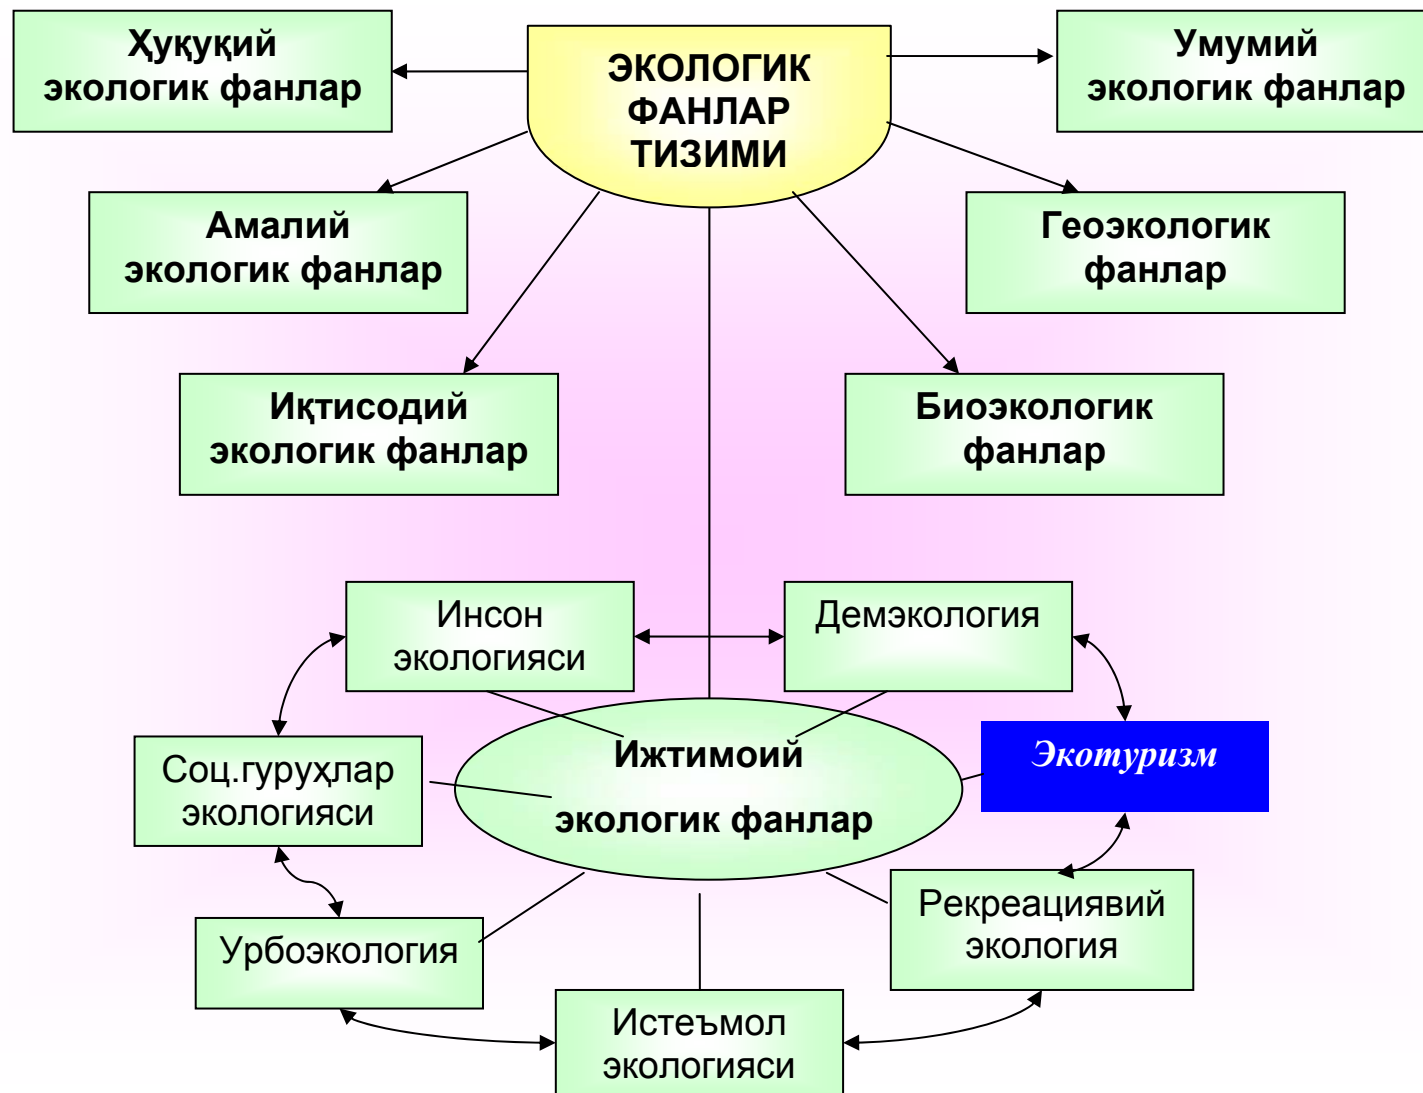 Ҳуқуқий
экологик фанлар
ЭКОЛОГИК
ФАНЛАР
ТИЗИМИ
Умумий
экологик фанлар
Амалий
экологик фанлар
Геоэкологик
фанлар
Иқтисодий
экологик фанлар
Биоэкологик
фанлар
Инсон
экологияси
Демэкология
Соц.гуруҳлар
экологияси
Ижтимоий
экологик фанлар
Экотуризм
Урбоэкология
Рекреациявий
экология
Истеъмол
экологияси